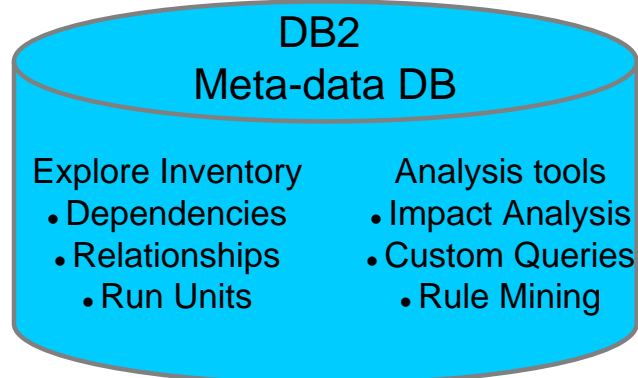 DB2
Meta-data DB
Explore Inventory
• Dependencies
• Relationships
• Run Units
Analysis tools
• Impact Analysis
• Custom Queries
• Rule Mining